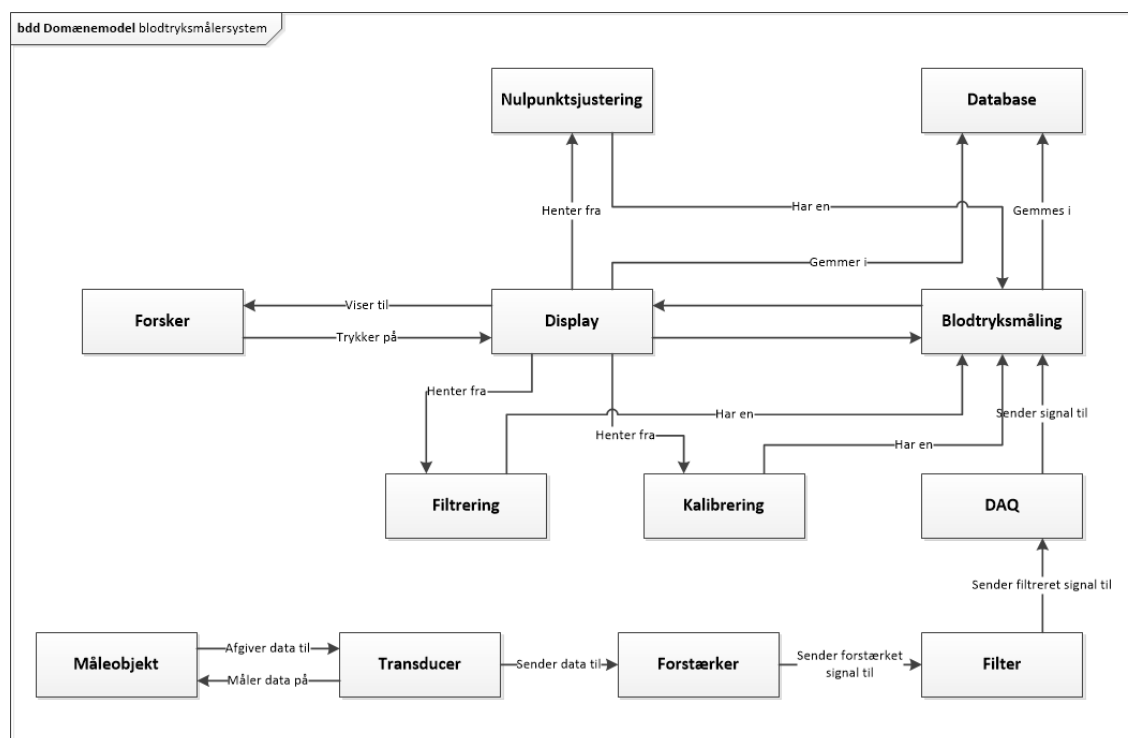 bdd Domænemodel blodtryksmålersystem
Nulpunktsjustering
Database
Henter fra
Har en
Gemmes i
Gemmer i
Forsker
Viser til
Trykker på
Display
Blodtryksmåling
Henter fra
Har en
Sender signal til
Henter fra
Har en
Filtrering
Kalibrering
DAQ
Sender filtreret signal til
Måleobjekt
Afgiver data til
Måler data på
Transducer
Sender data til
Forstærker
Sender forstærket
signal til
Filter